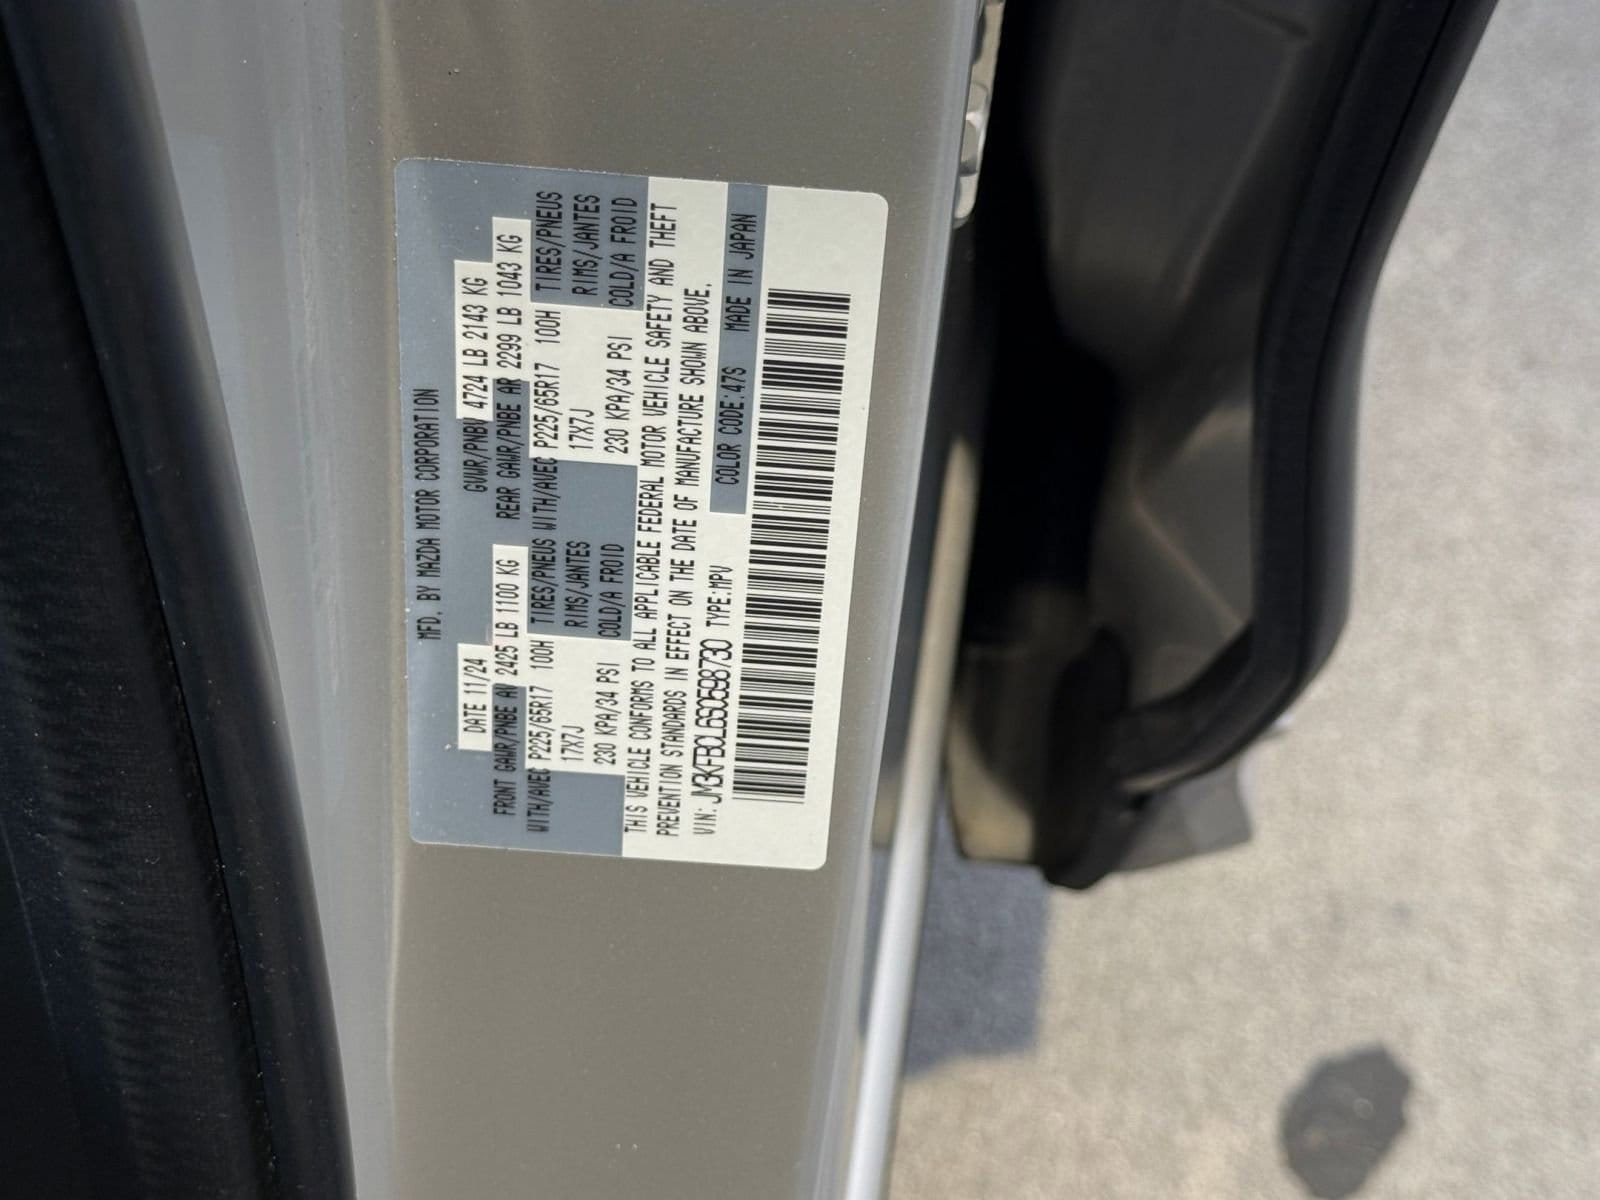 MFD. BY MAZDA MOTOR CORPORATION
DATE 11/24 GVWR/PNBV 4724 LB 2143 KG
FRONT GAWR/PNBE AV 2425 LB 1100 KG REAR GAWR/PNBE AR 2299 LB 1043 KG
WITH/AVEC P225/65R17 100H TIRES/PNEUS WITH/AVEC P225/65R17 100H TIRES/PNEUS
17X7J RIMS/JANTES 17X7J RIMS/JANTES
230 KPA/34 PSI COLD/A FROID 230 KPA/34 PSI COLD/A FROID
THIS VEHICLE CONFORMS TO ALL APPLICABLE FEDERAL MOTOR VEHICLE SAFETY AND THEFT
PREVENTION STANDARDS IN EFFECT ON THE DATE OF MANUFACTURE SHOWN ABOVE.
VIN: JM3KFBCL6S0598730 TYPE:MPV COLOR CODE:47S MADE IN JAPAN